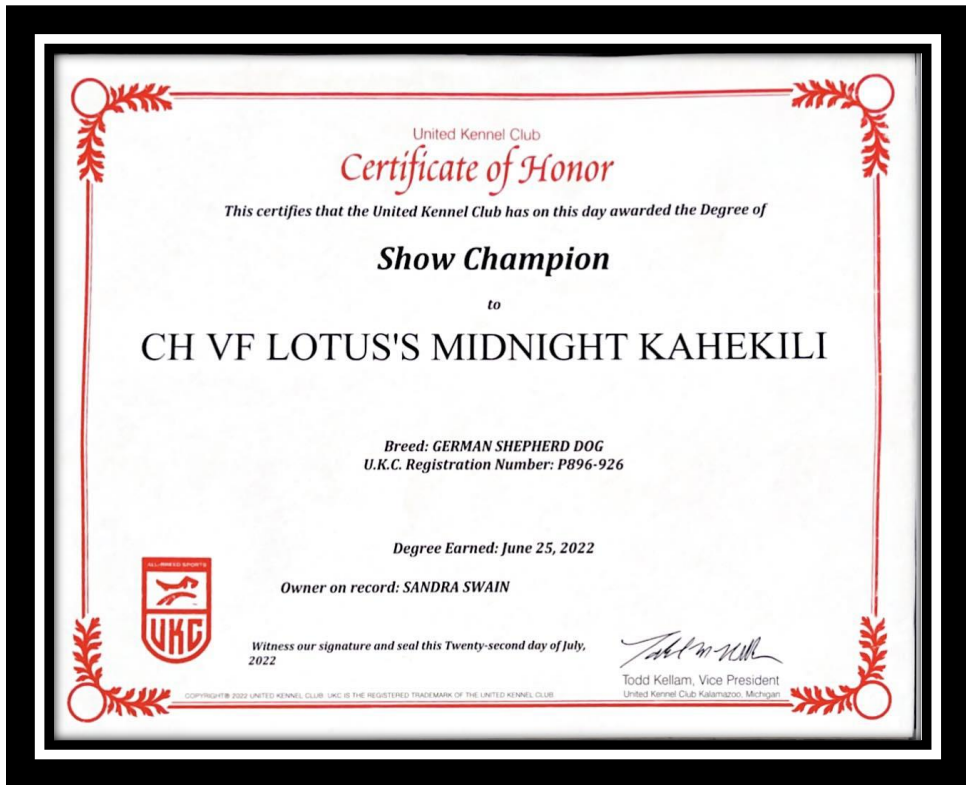 United Kennel Club
Certificate of Honor
This certifies that the United Kennel Club has on this day awarded the Degree of
Show Champion
to
CH VF LOTUS'S MIDNIGHT KAHEKILI
Breed: GERMAN SHEPHERD DOG
U.K.C. Registration Number: P896-926
Degree Earned: June 25, 2022
ALL-BREED SPORTS
UKC
Owner on record: SANDRA SWAIN
Witness our signature and seal this Twenty-second day of July,
2022
Todd Kellam, Vice President
United Kennel Club Kalamazoo, Michigan
COPYRIGHT® 2022 UNITED KENNEL CLUB. UKC IS THE REGISTERED TRADEMARK OF THE UNITED KENNEL CLUB